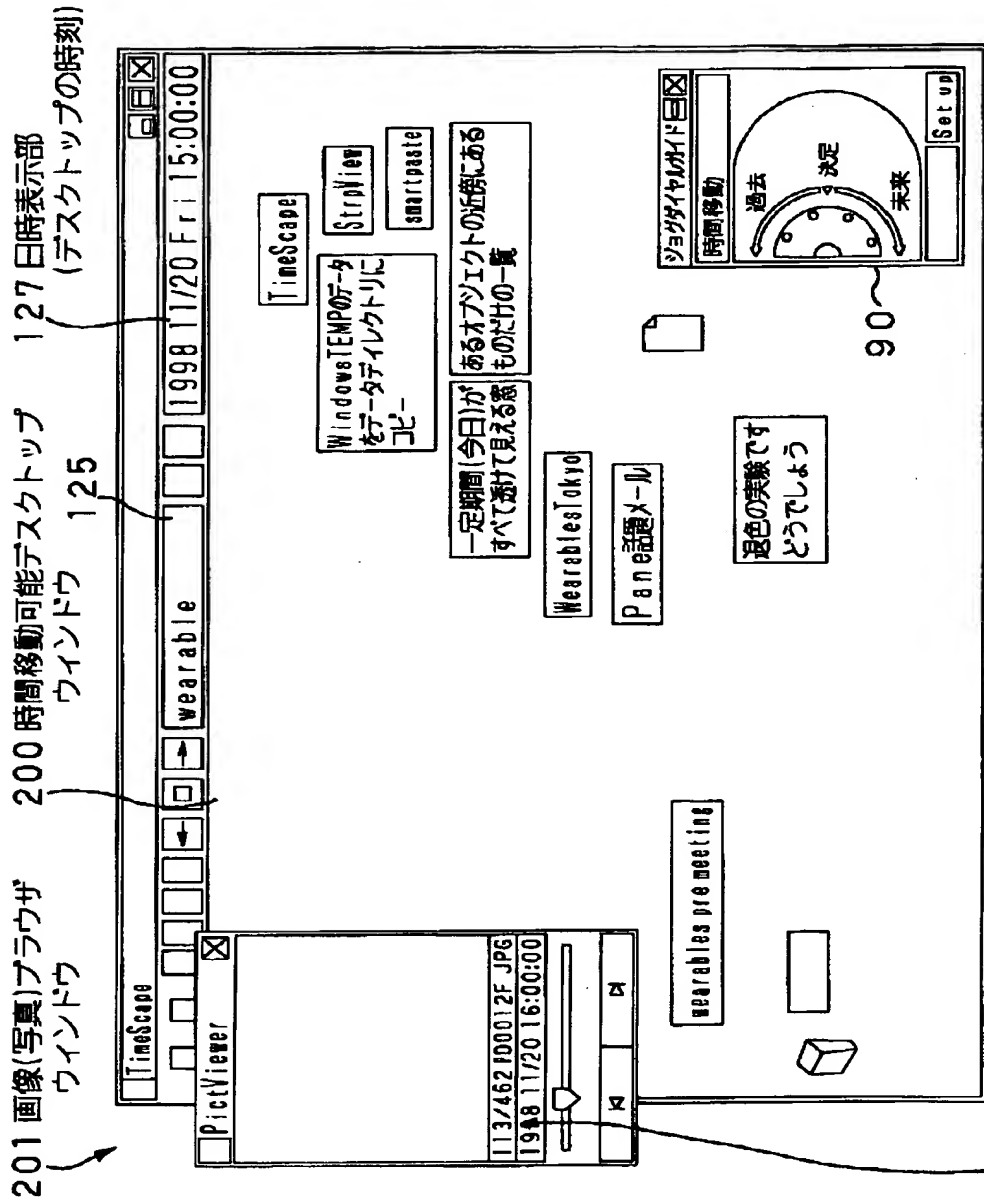 201 画像(写真)ブラウザ
ウィンドウ
200 時間移動可能デスクトップ
ウィンドウ
125
127 日時表示部
(デスクトップの時刻)
TimeScape
← → wearable
1998 11/20 Fri 15:00:00
PictViewer
1998 11/20 16:00:00
TimeScape
StrpView
smartpaste
WindowsTEMPのデータ
をデータディレクトリに
コピー
一定期間(今日)が
すべて透けて見える窓
あるオブジェクトの近傍にある
ものだけの一覧
WearablesTokyo
Pane話題メール
退色の実験です
どうでしょう
wearables pre meeting
ジョグダイヤルガイド
時間移動
過去
決定
未来
Set up
90